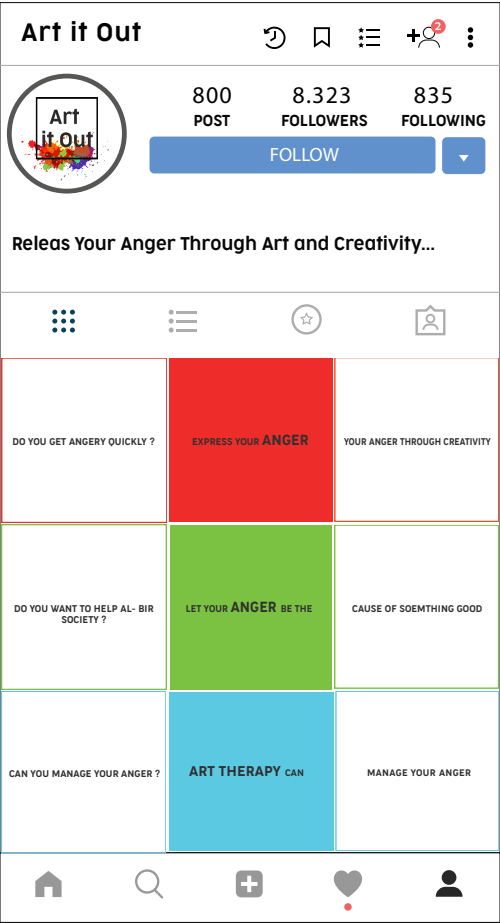 Art it Out
2
Art
it Out
800 8.323 835
POST FOLLOWERS FOLLOWING
FOLLOW
Releas Your Anger Through Art and Creativity...
DO YOU GET ANGERY QUICKLY ?
EXPRESS YOUR ANGER
YOUR ANGER THROUGH CREATIVITY
DO YOU WANT TO HELP AL- BIR
SOCIETY ?
LET YOUR ANGER BE THE
CAUSE OF SOEMTHING GOOD
CAN YOU MANAGE YOUR ANGER ?
ART THERAPY CAN
MANAGE YOUR ANGER